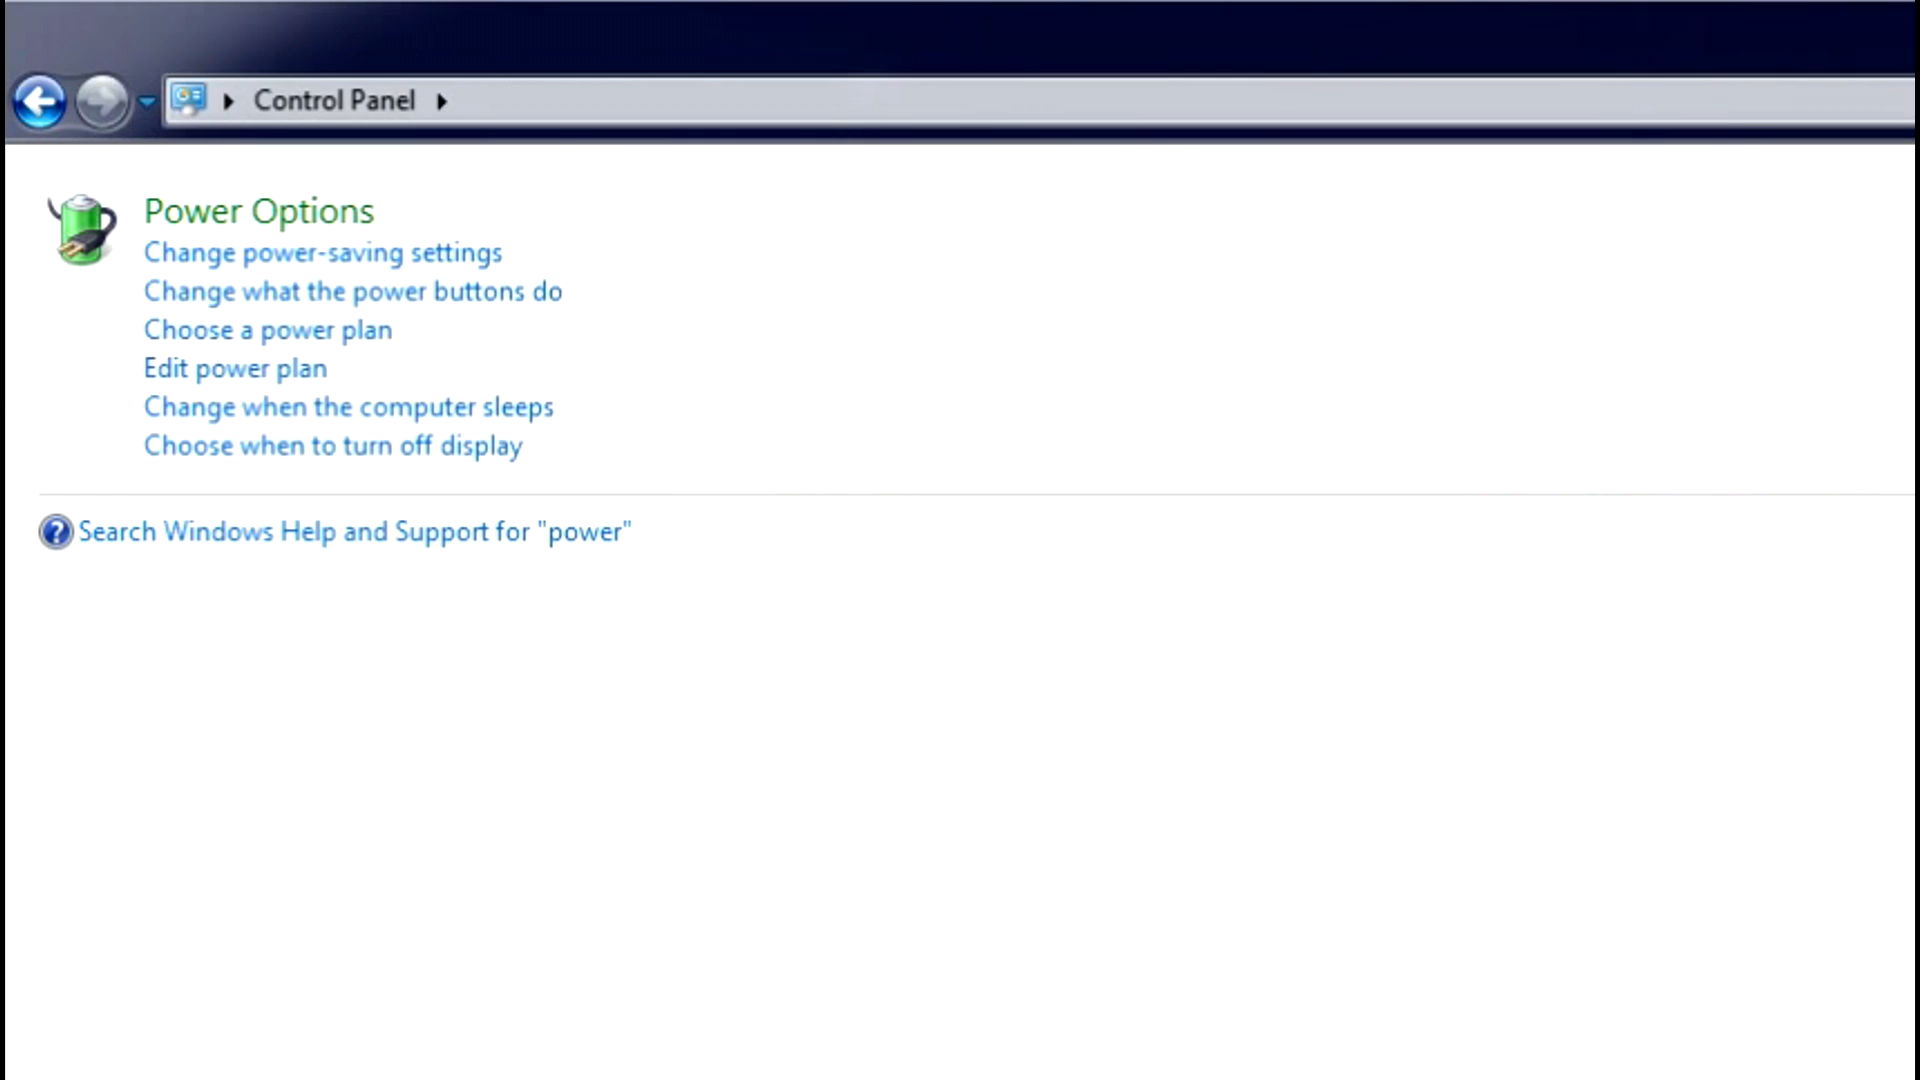 Control Panel
Power Options
Change power-saving settings
Change what the power buttons do
Choose a power plan
Edit power plan
Change when the computer sleeps
Choose when to turn off display
Search Windows Help and Support for "power"